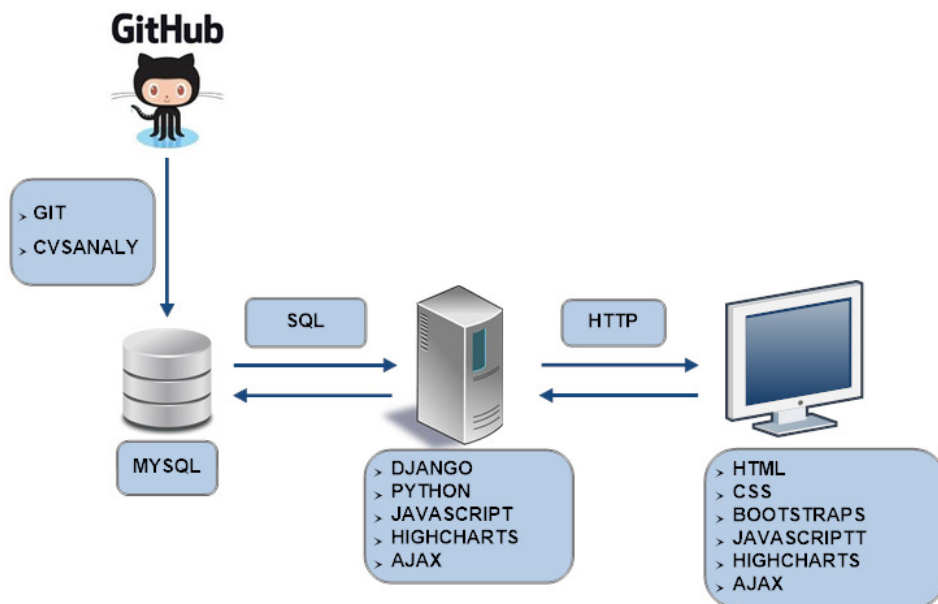 GitHub
➢ GIT
➢ CVSANALY
SQL
HTTP
MYSQL
➢ DJANGO
➢ PYTHON
➢ JAVASCRIPT
➢ HIGHCHARTS
➢ AJAX
➢ HTML
➢ CSS
➢ BOOTSTRAPS
➢ JAVASCRIPTT
➢ HIGHCHARTS
➢ AJAX